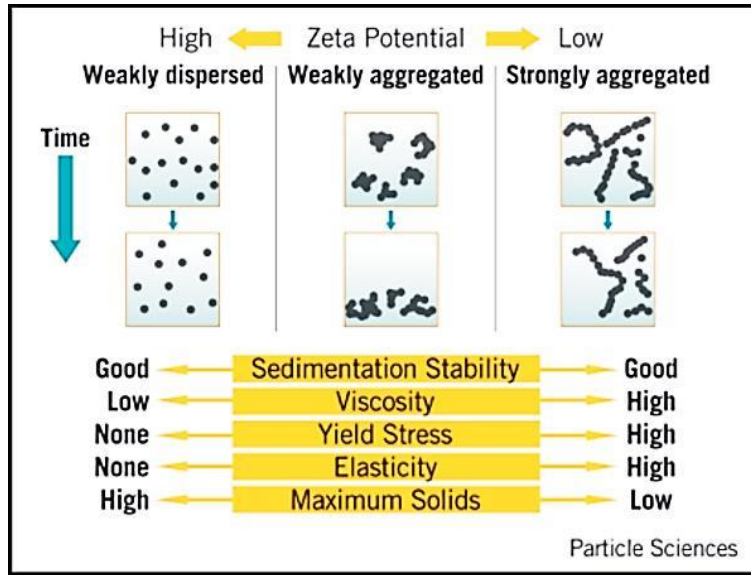 High Zeta Potential Low
Weakly dispersed Weakly aggregated Strongly aggregated
Time
Good Sedimentation Stability Good
Low Viscosity High
None Yield Stress High
None Elasticity High
High Maximum Solids Low
Particle Sciences